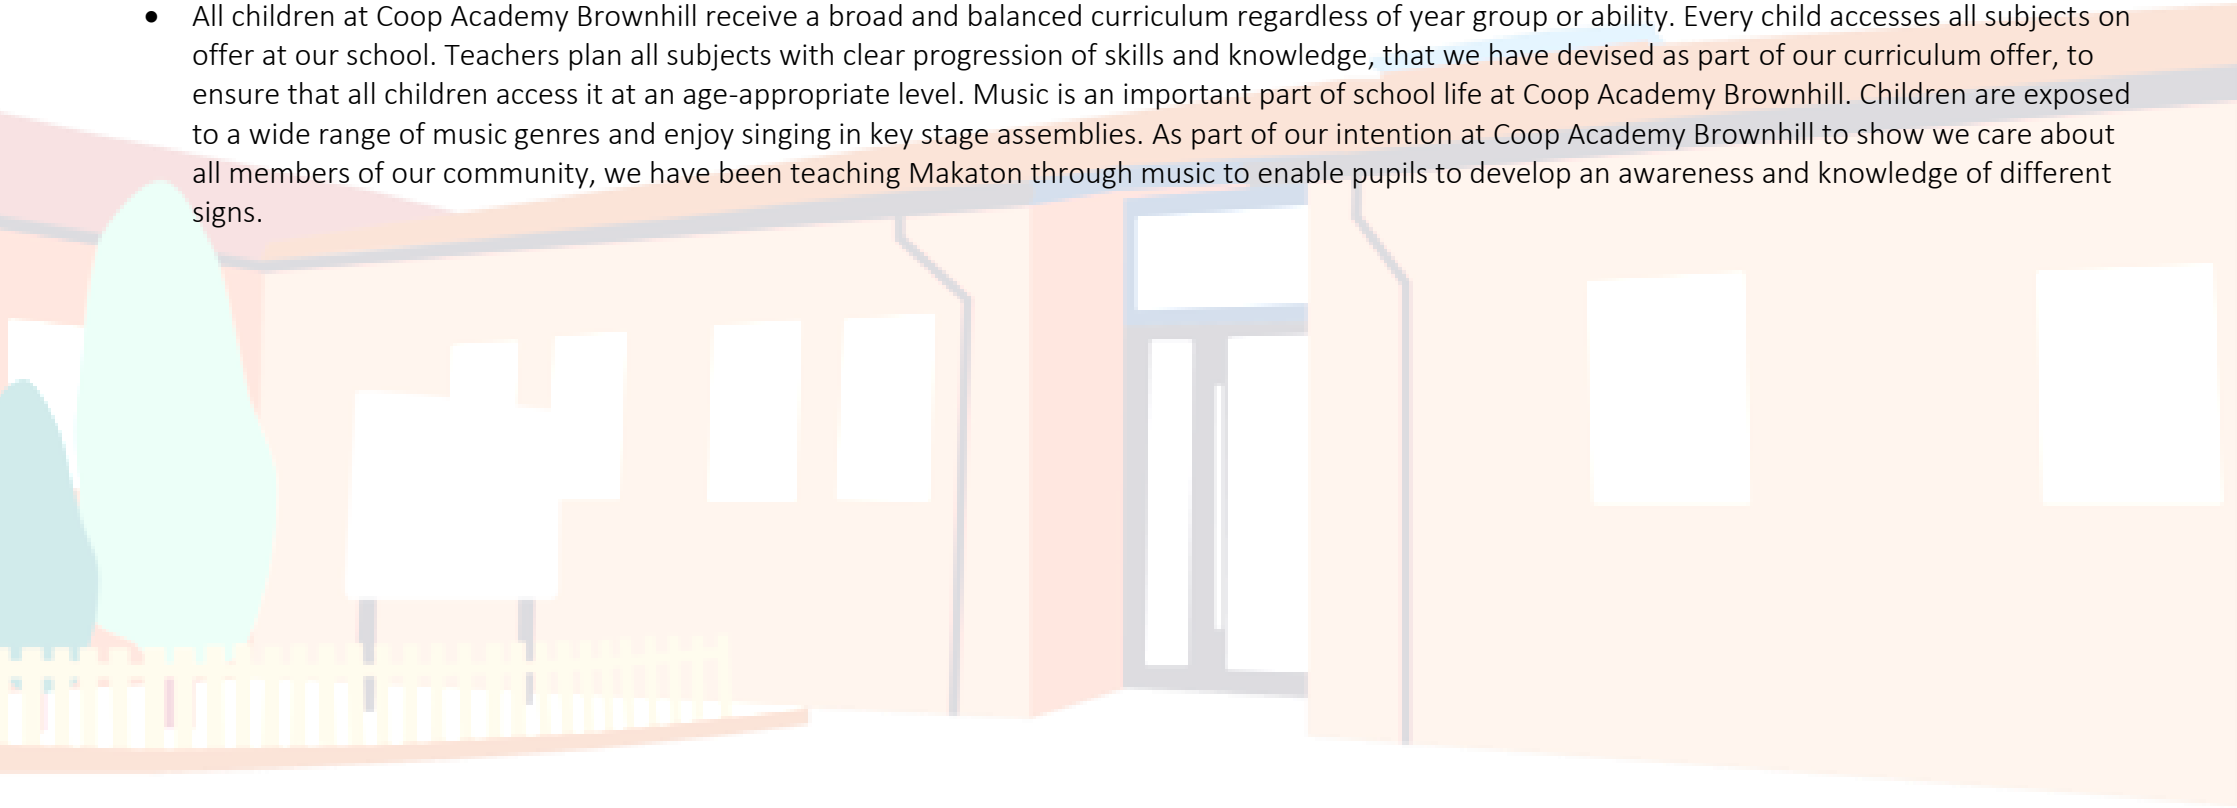 • All children at Coop Academy Brownhill receive a broad and balanced curriculum regardless of year group or ability. Every child accesses all subjects on
offer at our school. Teachers plan all subjects with clear progression of skills and knowledge, that we have devised as part of our curriculum offer, to
ensure that all children access it at an age-appropriate level. Music is an important part of school life at Coop Academy Brownhill. Children are exposed
to a wide range of music genres and enjoy singing in key stage assemblies. As part of our intention at Coop Academy Brownhill to show we care about
all members of our community, we have been teaching Makaton through music to enable pupils to develop an awareness and knowledge of different
signs.